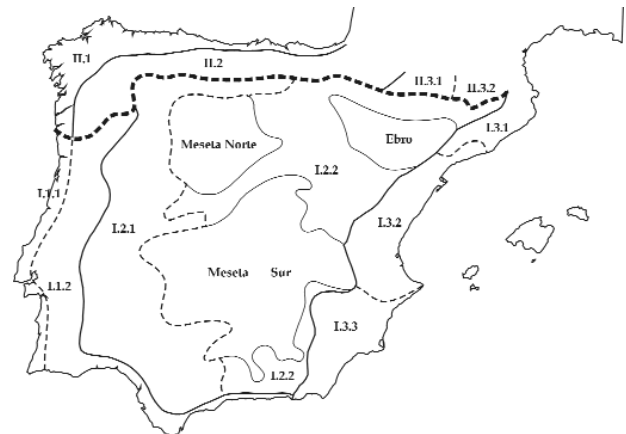 II.1
II.2
II.3.1
II.3.2
I.3.1
Meseta Norte
Ebro
I.2.2
I.1.1
I.2.1
I.3.2
Meseta Sur
I.1.2
I.3.3
I.2.2